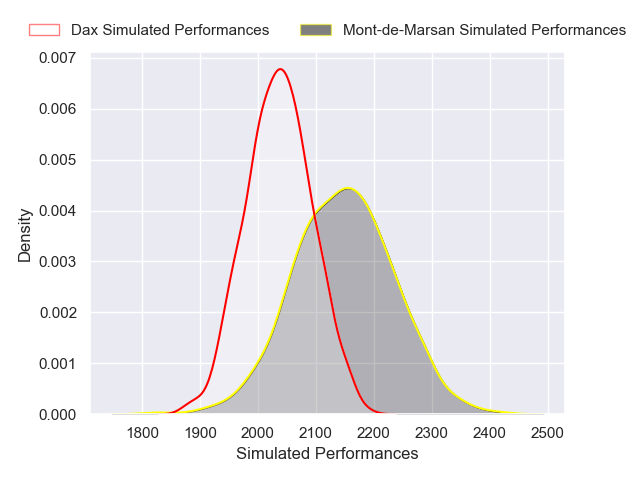 Dax Simulated Performances
Mont-de-Marsan Simulated Performances
0.007
0.006
0.005
0.004
0.003
0.002
0.001
0.000
Density
1800 1900 2000 2100 2200 2300 2400 2500
Simulated Performances